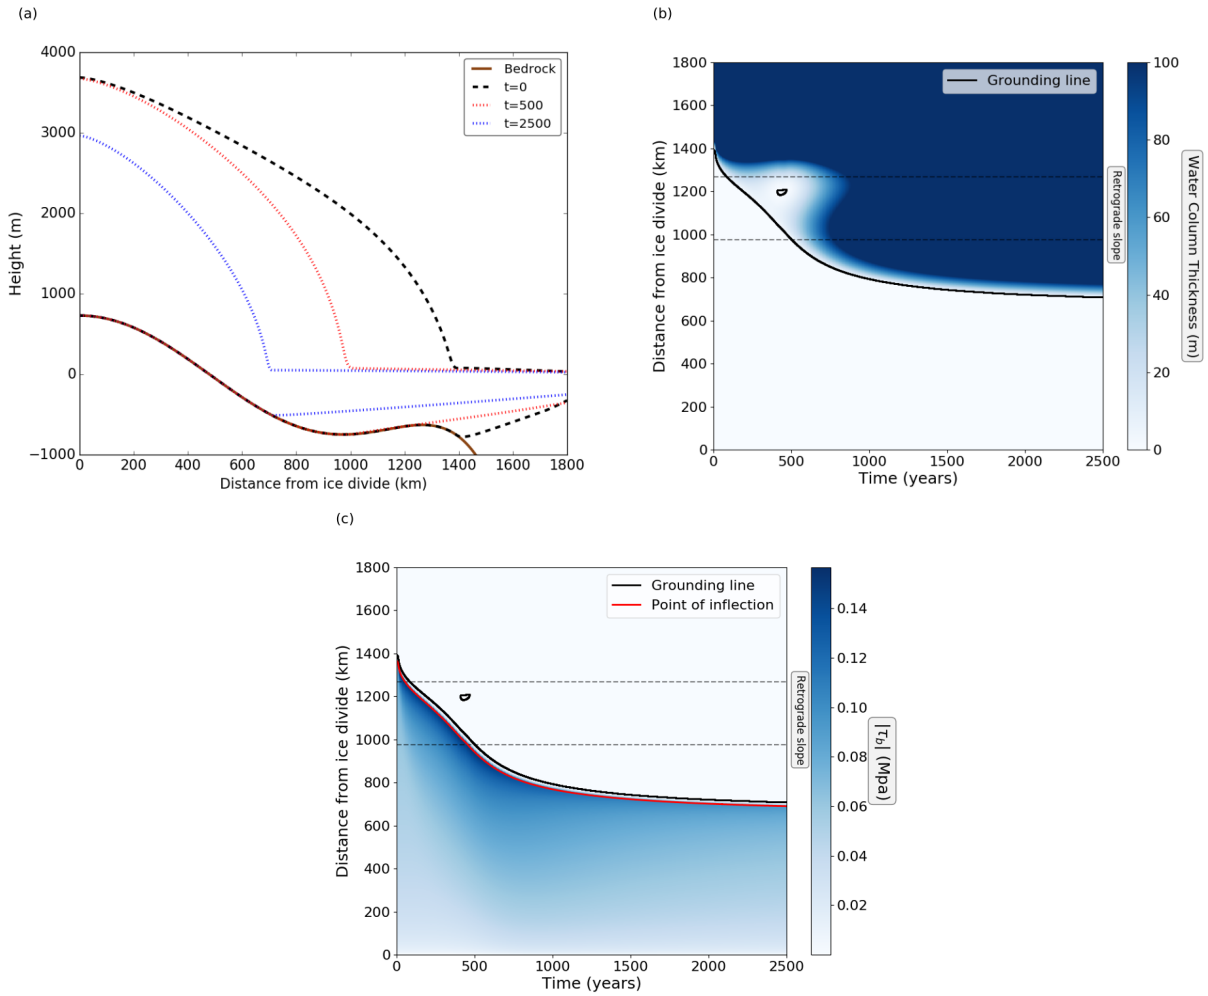 (a)
4000
3000
2000
1000
0
−1000
Height (m)
0 200 400 600 800 1000 1200 1400 1600 1800
Distance from ice divide (km)
Bedrock
t=0
t=500
t=2500
(b)
1800
1600
1400
1200
1000
800
600
400
200
0
Distance from ice divide (km)
0 500 1000 1500 2000 2500
Time (years)
Grounding line
Retrograde slope
100
80
60
40
20
0
Water Column Thickness (m)
(c)
1800
1600
1400
1200
1000
800
600
400
200
0
Distance from ice divide (km)
0 500 1000 1500 2000 2500
Time (years)
Grounding line
Point of inflection
Retrograde slope
0.14
0.12
0.10
0.08
0.06
0.04
0.02
|τb| (Mpa)